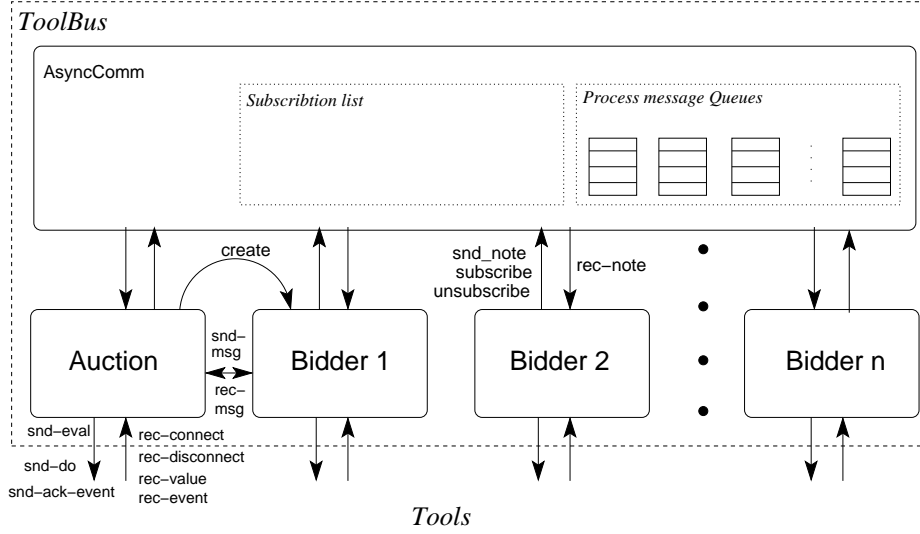 ToolBus
AsyncComm
Subscribtion list
Process message Queues
create
snd_note
subscribe
unsubscribe
rec-note
Auction
snd-
msg
rec-
msg
Bidder 1
Bidder 2
Bidder n
snd-eval
snd-do
snd-ack-event
rec-connect
rec-disconnect
rec-value
rec-event
Tools